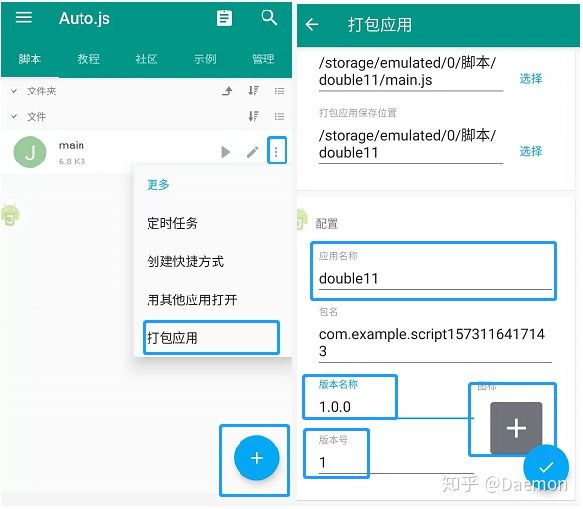 Auto.js
脚本 教程 社区 示例 管理
文件夹
文件
J
main
6.8 K3
更多
定时任务
创建快捷方式
用其他应用打开
打包应用
打包应用
/storage/emulated/0/脚本/
double11/main.js
选择
打包应用保存位置
/storage/emulated/0/脚本/
double11
选择
配置
应用名称
double11
包名
com.example.script157311641714
3
版本名称
图标
1.0.0
版本号
1
知乎 @Daemon